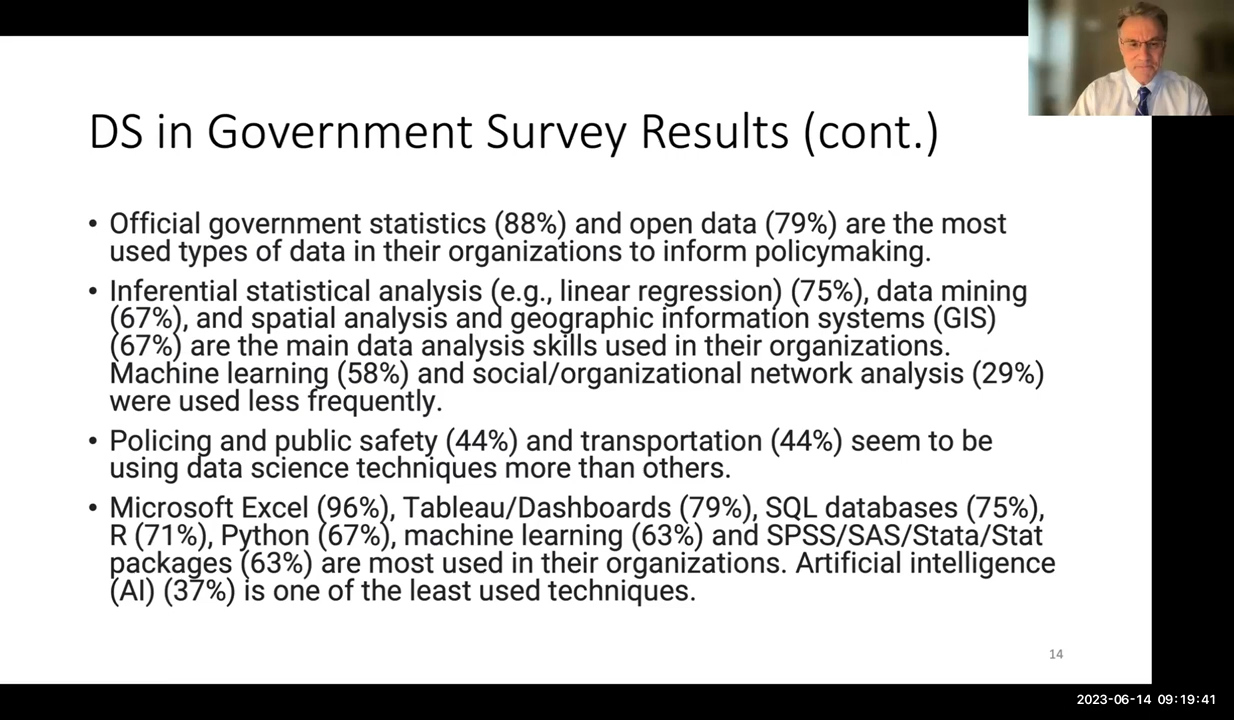 DS in Government Survey Results (cont.)
• Official government statistics (88%) and open data (79%) are the most
used types of data in their organizations to inform policymaking.
• Inferential statistical analysis (e.g., linear regression) (75%), data mining
(67%), and spatial analysis and geographic information systems (GIS)
(67%) are the main data analysis skills used in their organizations.
Machine learning (58%) and social/organizational network analysis (29%)
were used less frequently.
• Policing and public safety (44%) and transportation (44%) seem to be
using data science techniques more than others.
• Microsoft Excel (96%), Tableau/Dashboards (79%), SQL databases (75%),
R (71%), Python (67%), machine learning (63%) and SPSS/SAS/Stata/Stat
packages (63%) are most used in their organizations. Artificial intelligence
(AI) (37%) is one of the least used techniques.
14
2023-06-14 09:19:41